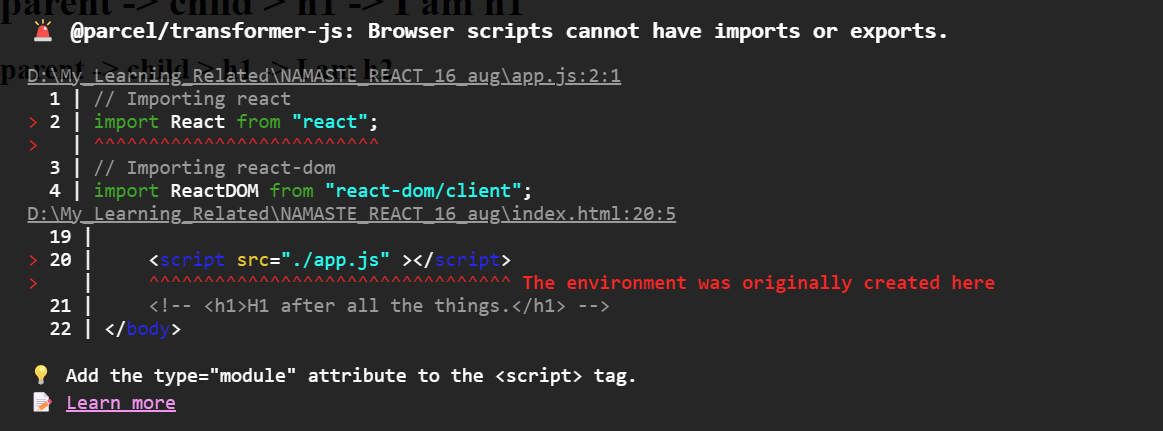 parent -> child > h1 -> I am h1
🚨 @parcel/transformer-js: Browser scripts cannot have imports or exports.
parent -> child > h1 -> I am h2
D:\My_Learning_Related\NAMASTE_REACT_16_aug\app.js:2:1
1 | // Importing react
> 2 | import React from "react";
> | ^^^^^^^^^^^^^^^^^^^^^^^^^^
3 | // Importing react-dom
4 | import ReactDOM from "react-dom/client";
D:\My_Learning_Related\NAMASTE_REACT_16_aug\index.html:20:5
19 |
> 20 | <script src="./app.js" ></script>
> | ^^^^^^^^^^^^^^^^^^^^^^^^^^^^^^^^^ The environment was originally created here
21 | <!-- <h1>H1 after all the things.</h1> -->
22 | </body>
💡 Add the type="module" attribute to the <script> tag.
📝 Learn more